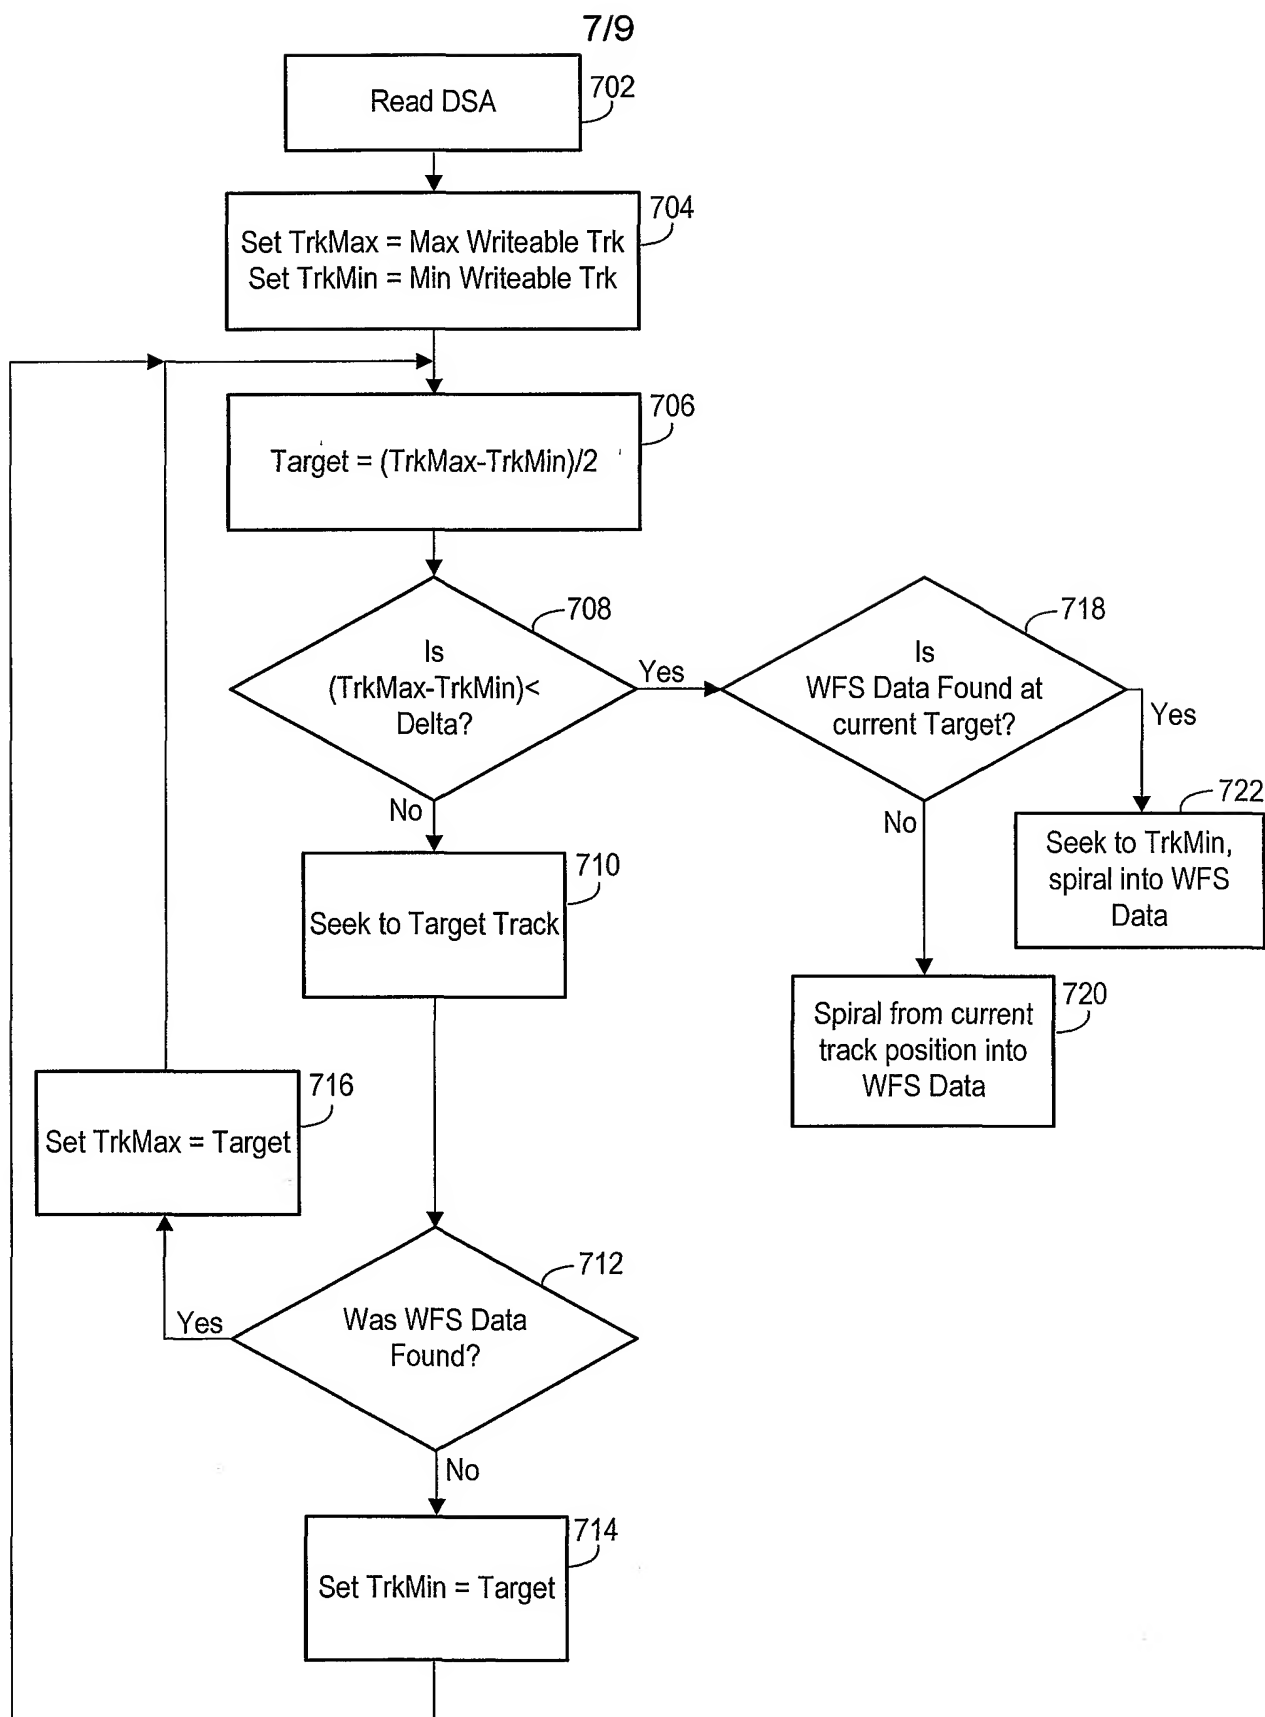 7/9
Read DSA
702
704
Set TrkMax = Max Writeable Trk
Set TrkMin = Min Writeable Trk
706
Target = (TrkMax-TrkMin)/2
708
Is
(TrkMax-TrkMin)<
Delta?
Yes
No
718
Is
WFS Data Found at
current Target?
Yes
No
722
Seek to TrkMin,
spiral into WFS
Data
710
Seek to Target Track
720
Spiral from current
track position into
WFS Data
716
Set TrkMax = Target
712
Was WFS Data
Found?
Yes
No
714
Set TrkMin = Target